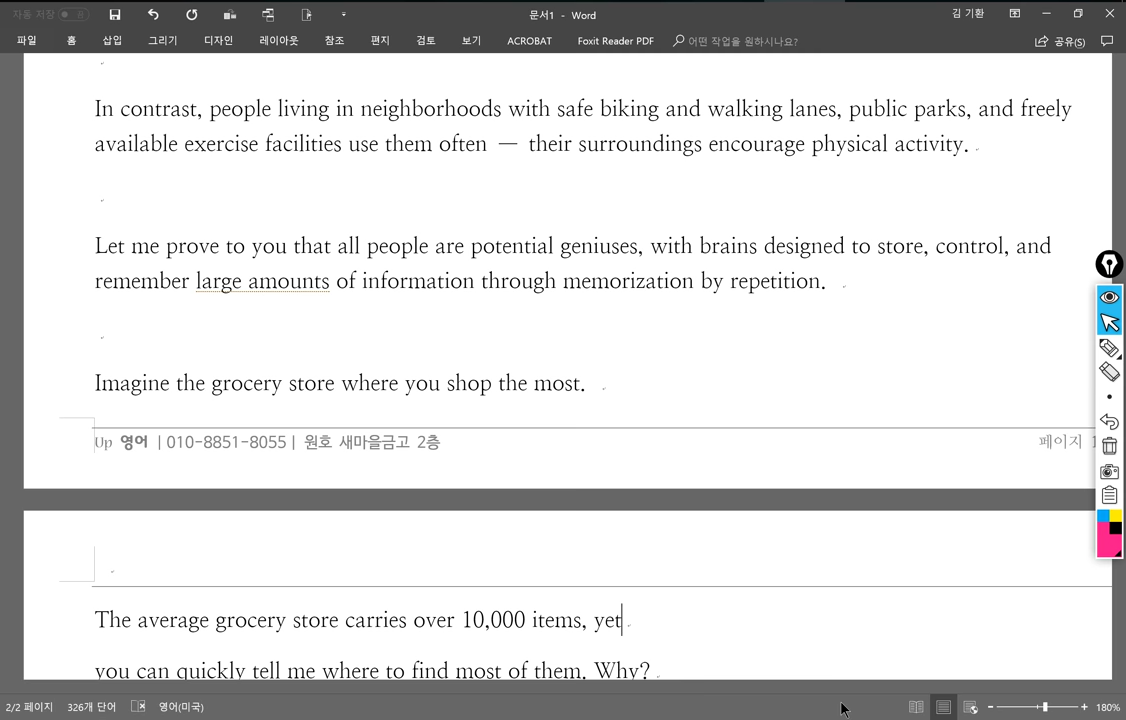 자동 저장
문서1 - Word
김 기환
파일 홈 삽입 그리기 디자인 레이아웃 참조 편지 검토 보기 ACROBAT Foxit Reader PDF 어떤 작업을 원하시나요? 공유(S)
In contrast, people living in neighborhoods with safe biking and walking lanes, public parks, and freely
available exercise facilities use them often — their surroundings encourage physical activity.
Let me prove to you that all people are potential geniuses, with brains designed to store, control, and
remember large amounts of information through memorization by repetition.
Imagine the grocery store where you shop the most.
Up 영어 | 010-8851-8055 | 원호 새마을금고 2층
페이지 1
The average grocery store carries over 10,000 items, yet
you can quickly tell me where to find most of them. Why?
2/2 페이지 326개 단어 영어(미국) 180%